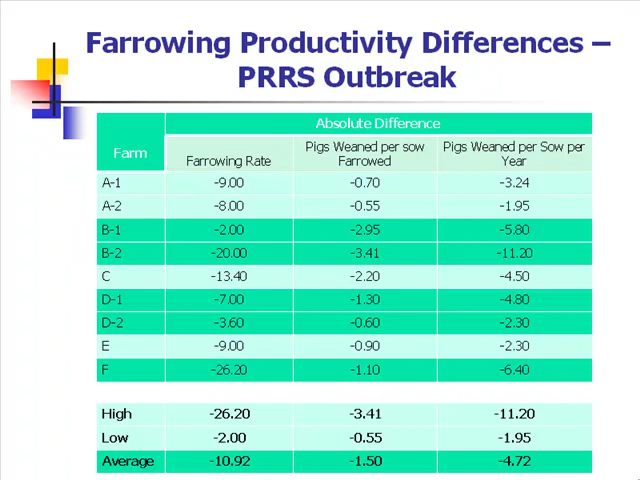 Farrowing Productivity Differences –
PRRS Outbreak
Absolute Difference
Farm
Farrowing Rate
Pigs Weaned per sow
Farrowed
Pigs Weaned per Sow per
Year
A-1 -9.00 -0.70 -3.24
A-2 -8.00 -0.55 -1.95
B-1 -2.00 -2.95 -5.80
B-2 -20.00 -3.41 -11.20
C -13.40 -2.20 -4.50
D-1 -7.00 -1.30 -4.80
D-2 -3.60 -0.60 -2.30
E -9.00 -0.90 -2.30
F -26.20 -1.10 -6.40
High -26.20 -3.41 -11.20
Low -2.00 -0.55 -1.95
Average -10.92 -1.50 -4.72